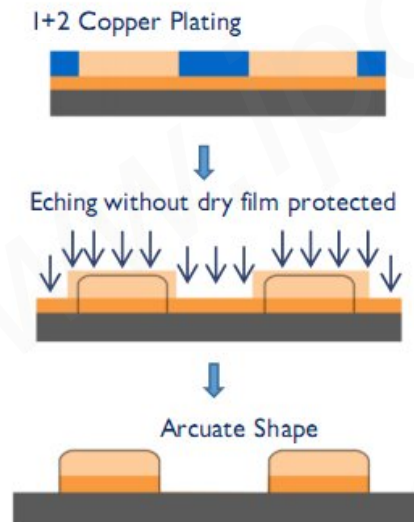 1+2 Copper Plating
Eching without dry film protected
Arcuate Shape